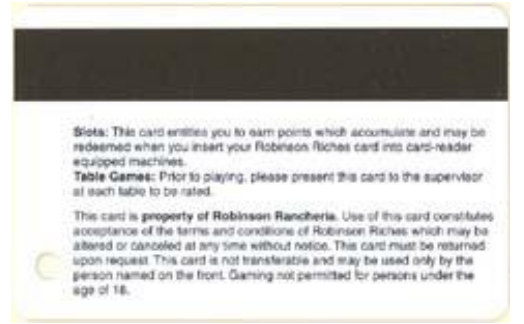 Slots: This card entitles you to earn points which accumulate and may be
redeemed when you insert your Robinson Riches card into card-reader
equipped machines.
Table Games: Prior to playing, please present this card to the supervisor
at each table to be rated.
This card is property of Robinson Rancheria. Use of this card constitutes
acceptance of the terms and conditions of Robinson Riches which may be
altered or canceled at any time without notice. This card must be returned
upon request. This card is not transferable and may be used only by the
person named on the front. Gaming not permitted for persons under the
age of 18.